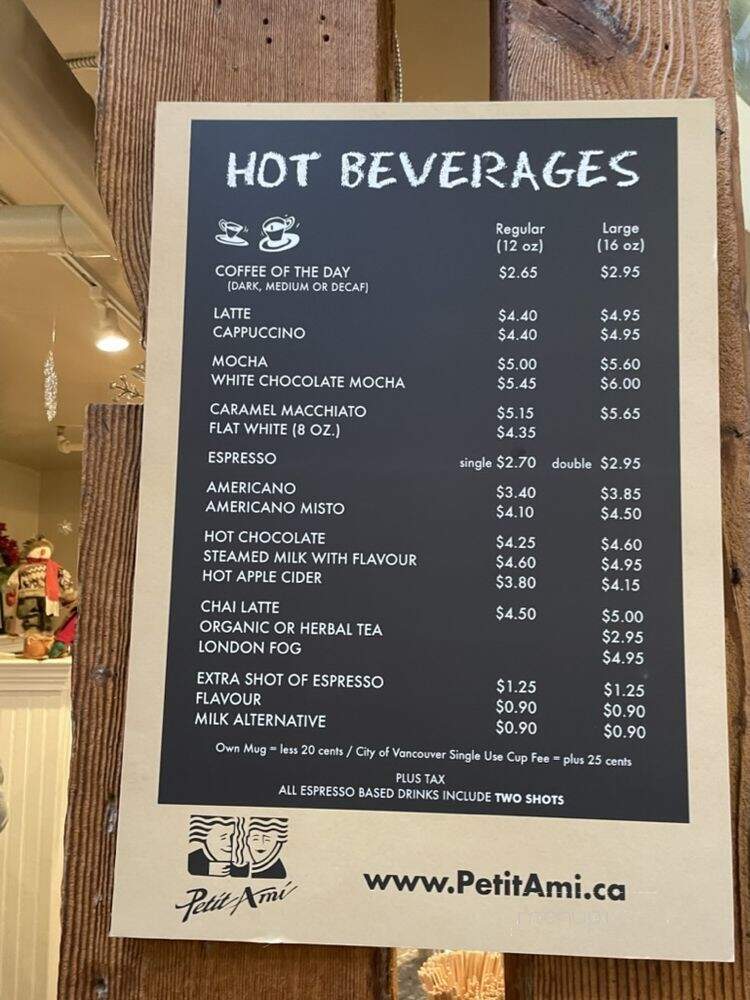 HOT BEVERAGES
Regular Large
(12 oz) (16 oz)
COFFEE OF THE DAY $2.65 $2.95
(DARK, MEDIUM OR DECAF)
LATTE $4.40 $4.95
CAPPUCCINO $4.40 $4.95
MOCHA $5.00 $5.60
WHITE CHOCOLATE MOCHA $5.45 $6.00
CARAMEL MACCHIATO $5.15 $5.65
FLAT WHITE (8 OZ.) $4.35
ESPRESSO single $2.70 double $2.95
AMERICANO $3.40 $3.85
AMERICANO MISTO $4.10 $4.50
HOT CHOCOLATE $4.25 $4.60
STEAMED MILK WITH FLAVOUR $4.60 $4.95
HOT APPLE CIDER $3.80 $4.15
CHAI LATTE $4.50 $5.00
ORGANIC OR HERBAL TEA $2.95
LONDON FOG $4.95
EXTRA SHOT OF ESPRESSO $1.25 $1.25
FLAVOUR $0.90 $0.90
MILK ALTERNATIVE $0.90 $0.90
Own Mug = less 20 cents / City of Vancouver Single Use Cup Fee = plus 25 cents
PLUS TAX
ALL ESPRESSO BASED DRINKS INCLUDE TWO SHOTS
Petit Ami
www.PetitAmi.ca